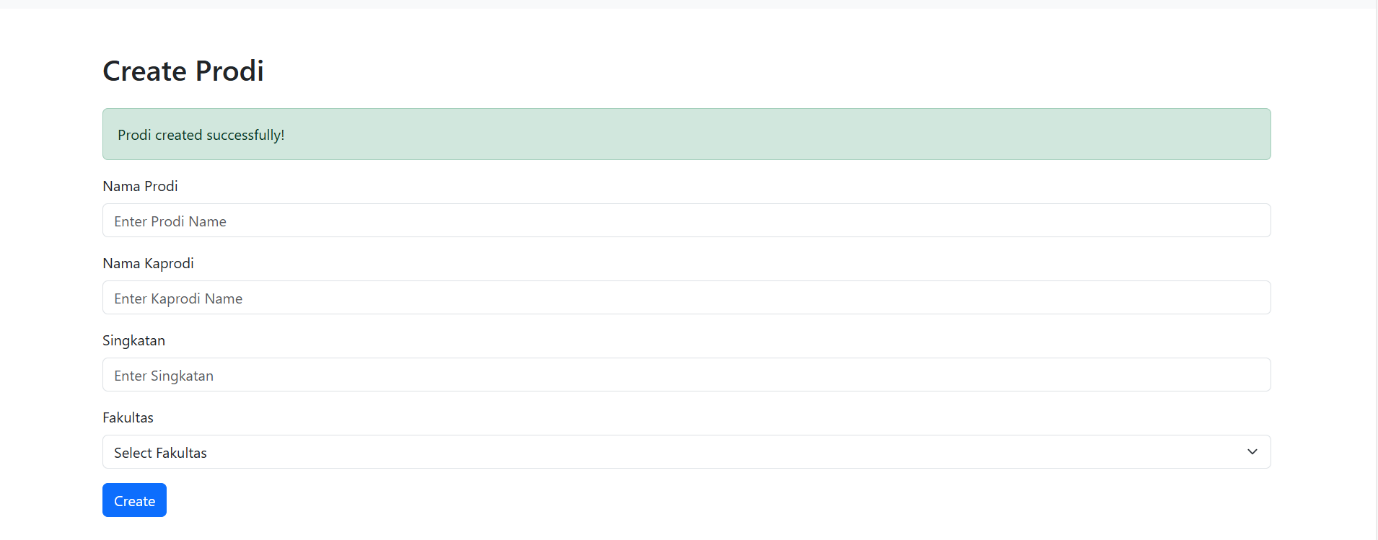 Create Prodi
Prodi created successfully!
Nama Prodi
Enter Prodi Name
Nama Kaprodi
Enter Kaprodi Name
Singkatan
Enter Singkatan
Fakultas
Select Fakultas
Create